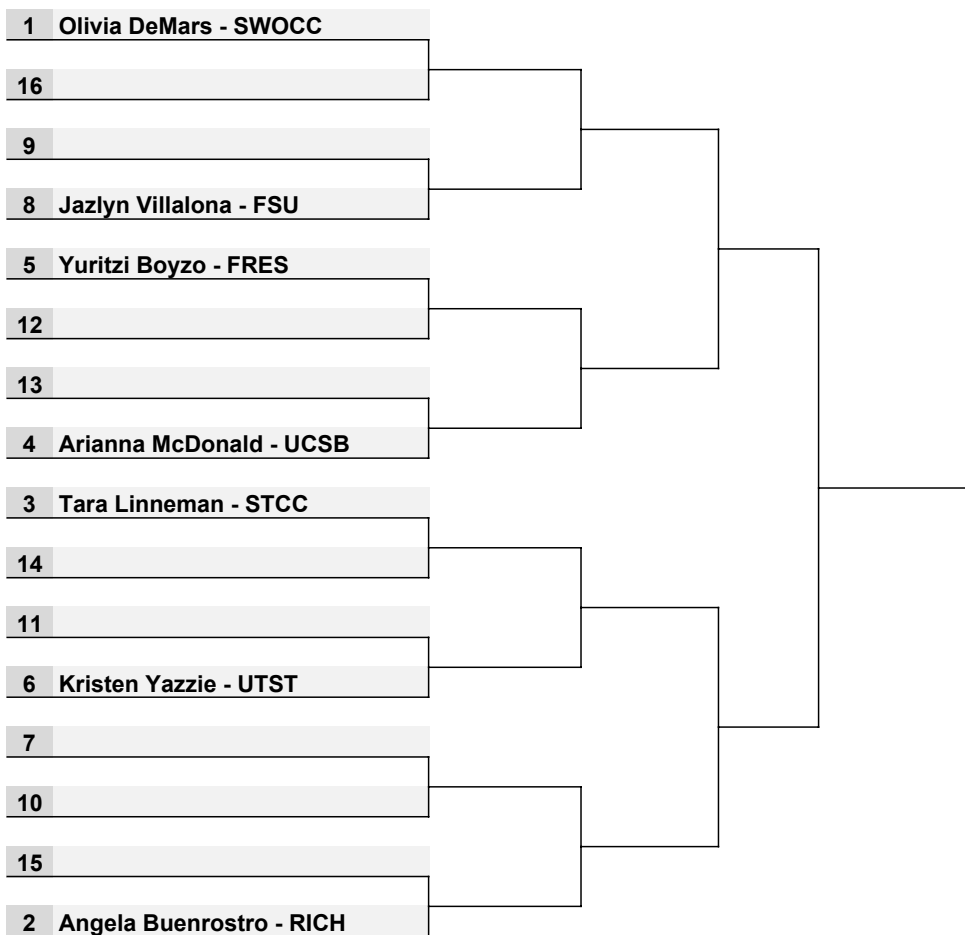 1 Olivia DeMars - SWOCC
16
9
8 Jazlyn Villalona - FSU
5 Yuritzi Boyzo - FRES
12
13
4 Arianna McDonald - UCSB
3 Tara Linneman - STCC
14
11
6 Kristen Yazzie - UTST
7
10
15
2 Angela Buenrostro - RICH